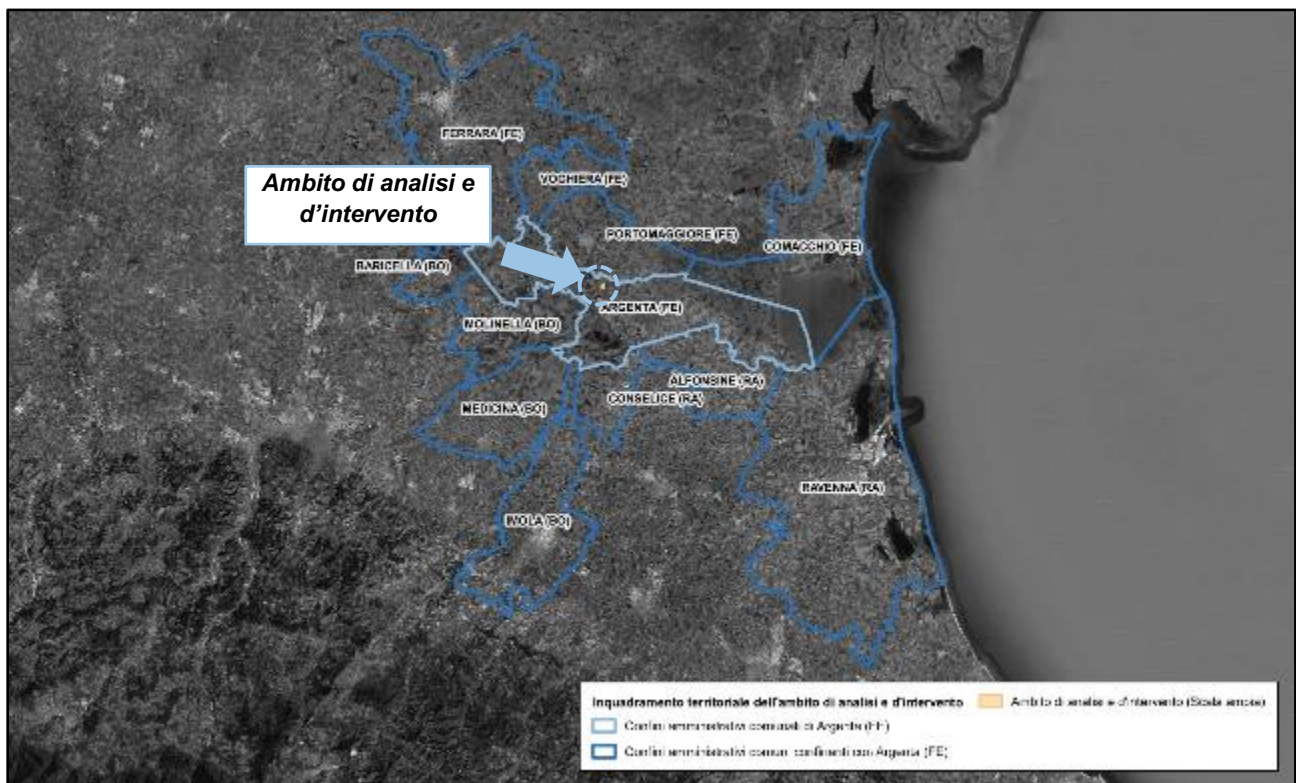 FERRARA (FE)
VOGHIERA (FE)
Ambito di analisi e
d'intervento
PORTOMAGGIORE (FE)
COMACCHIO (FE)
BARICELLA (BO)
ARGENTA (FE)
MOLINELLA (BO)
ALFONSINE (RA)
CONSELICE (RA)
MEDICINA (BO)
RAVENNA (RA)
IMOLA (BO)
Inquadramento territoriale dell'ambito di analisi e d'intervento
Ambito di analisi e d'intervento (Scala ampia)
Confini amministrativi comunali di Argenta (FE)
Confini amministrativi comuni confinanti con Argenta (FE)